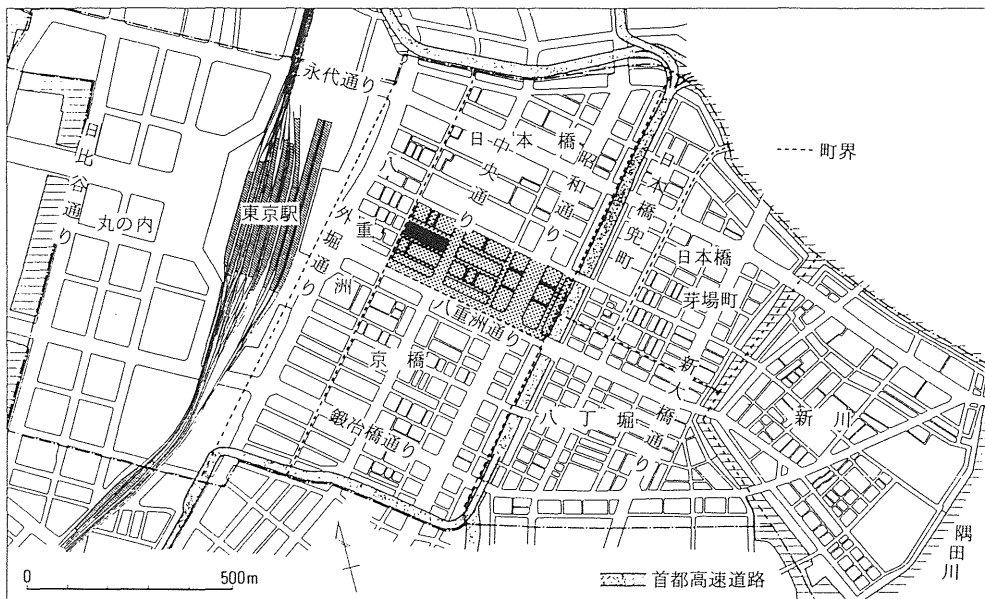 永代通り
日比谷通り
丸の内
東京駅
外堀通り
八重洲
日本橋
中央通り
昭和通り
日本橋兜町
日本橋
茅場町
町界
八重洲通り
京橋
鍛冶橋通り
八丁堀
新大橋通り
新川
隅田川
0 500m
首都高速道路